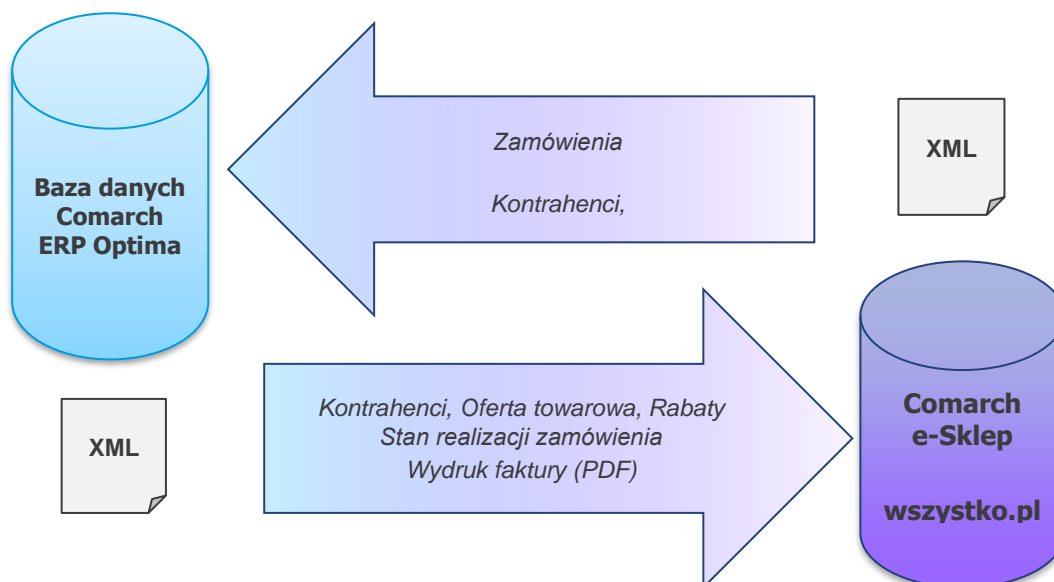 Zamówienia
Kontrahenci,
XML
Baza danych
Comarch
ERP Optima
Kontrahenci, Oferta towarowa, Rabaty
Stan realizacji zamówienia
Wydruk faktury (PDF)
XML
Comarch
e-Sklep
wszystko.pl